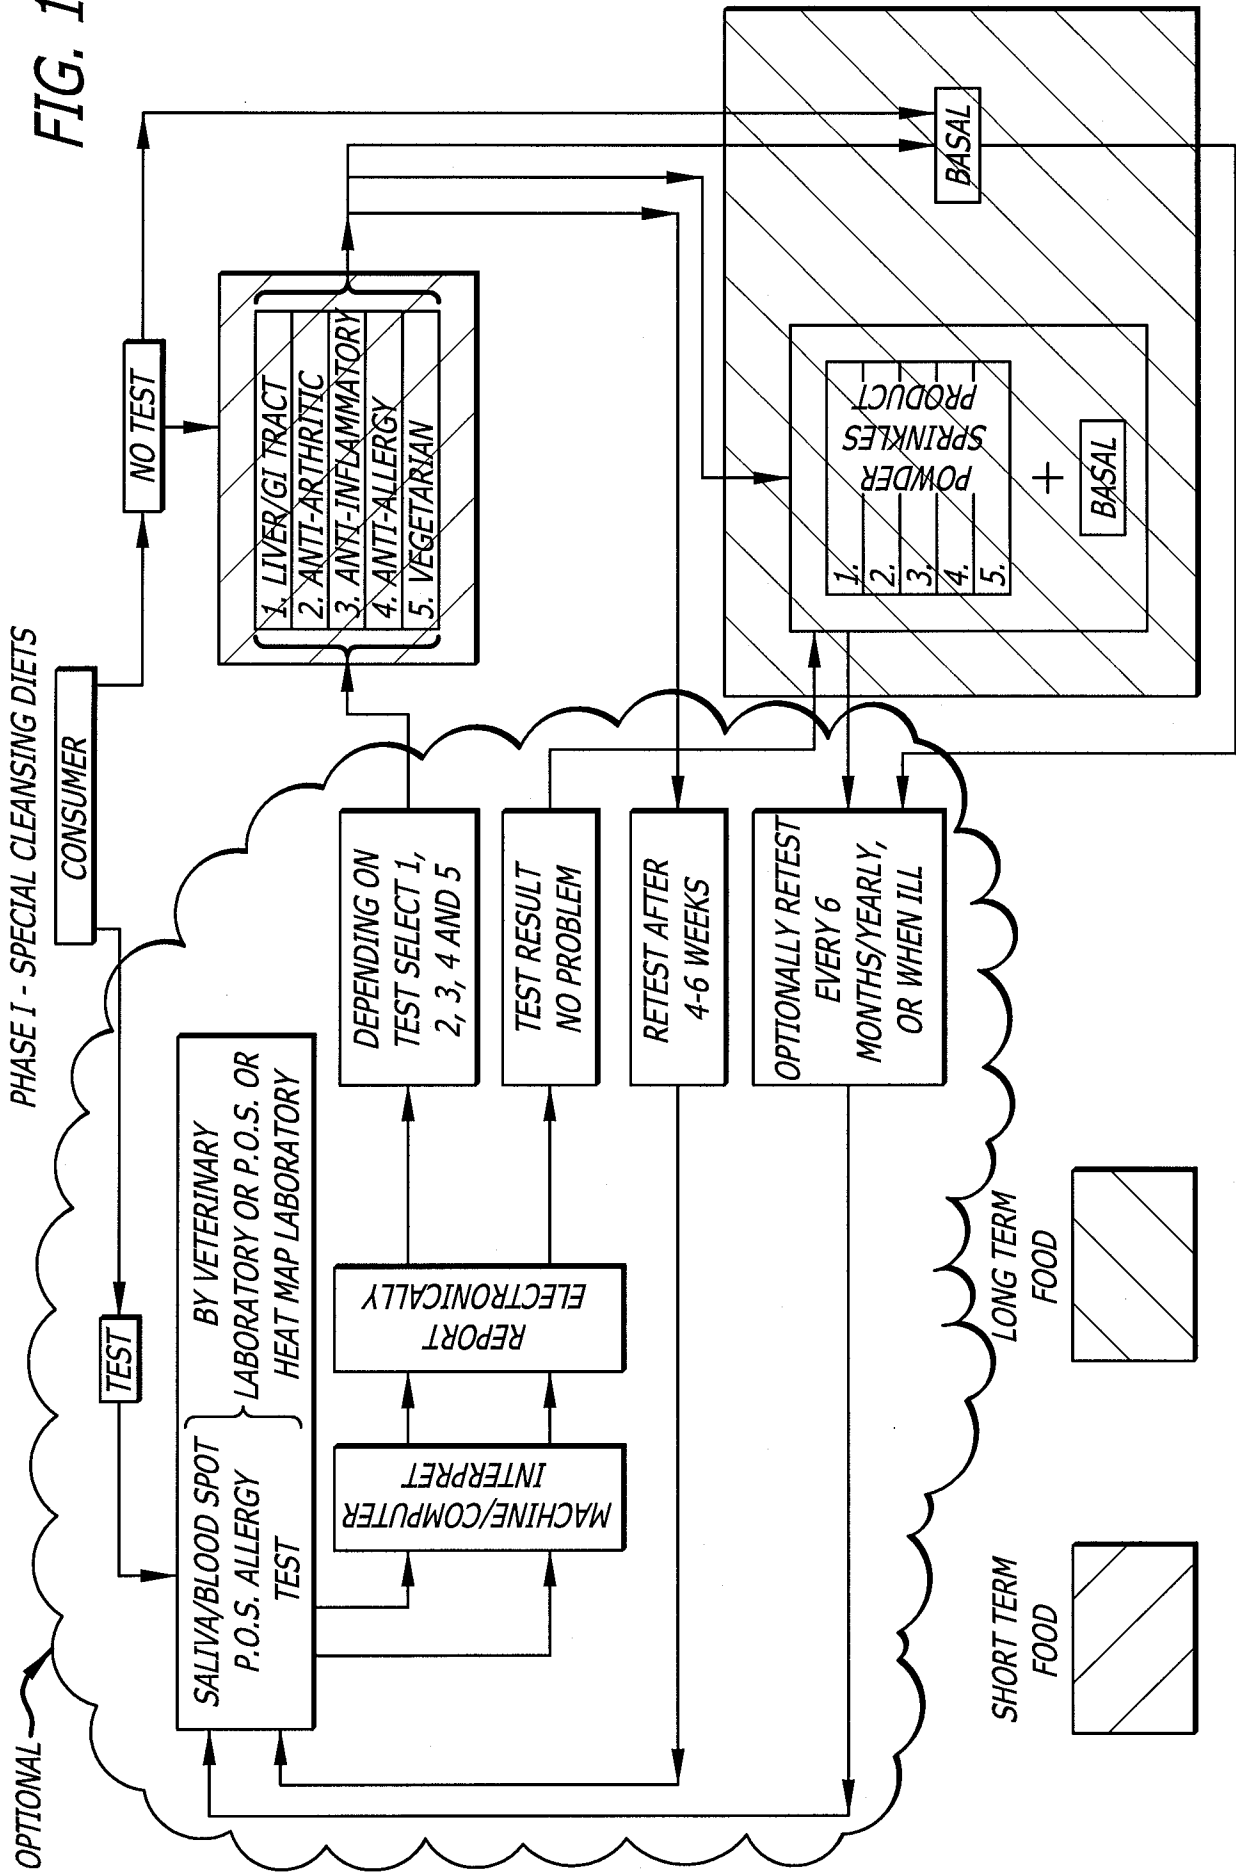 FIG. 1
PHASE I - SPECIAL CLEANSING DIETS
OPTIONAL
CONSUMER
TEST
NO TEST
SALIVA/BLOOD SPOT
P.O.S. ALLERGY
TEST
BY VETERINARY
LABORATORY OR P.O.S. OR
HEAT MAP LABORATORY
MACHINE/COMPUTER
INTERPRET
REPORT
ELECTRONICALLY
DEPENDING ON
TEST SELECT 1,
2, 3, 4 AND 5
TEST RESULT
NO PROBLEM
RETEST AFTER
4-6 WEEKS
OPTIONALLY RETEST
EVERY 6
MONTHS/YEARLY,
OR WHEN ILL
1. LIVER/GI TRACT
2. ANTI-ARTHRITIC
3. ANTI-INFLAMMATORY
4. ANTI-ALLERGY
5. VEGETARIAN
1.
2.
3.
4.
5.
POWDER
SPRINKLES
PRODUCT
+
BASAL
BASAL
SHORT TERM
FOOD
LONG TERM
FOOD